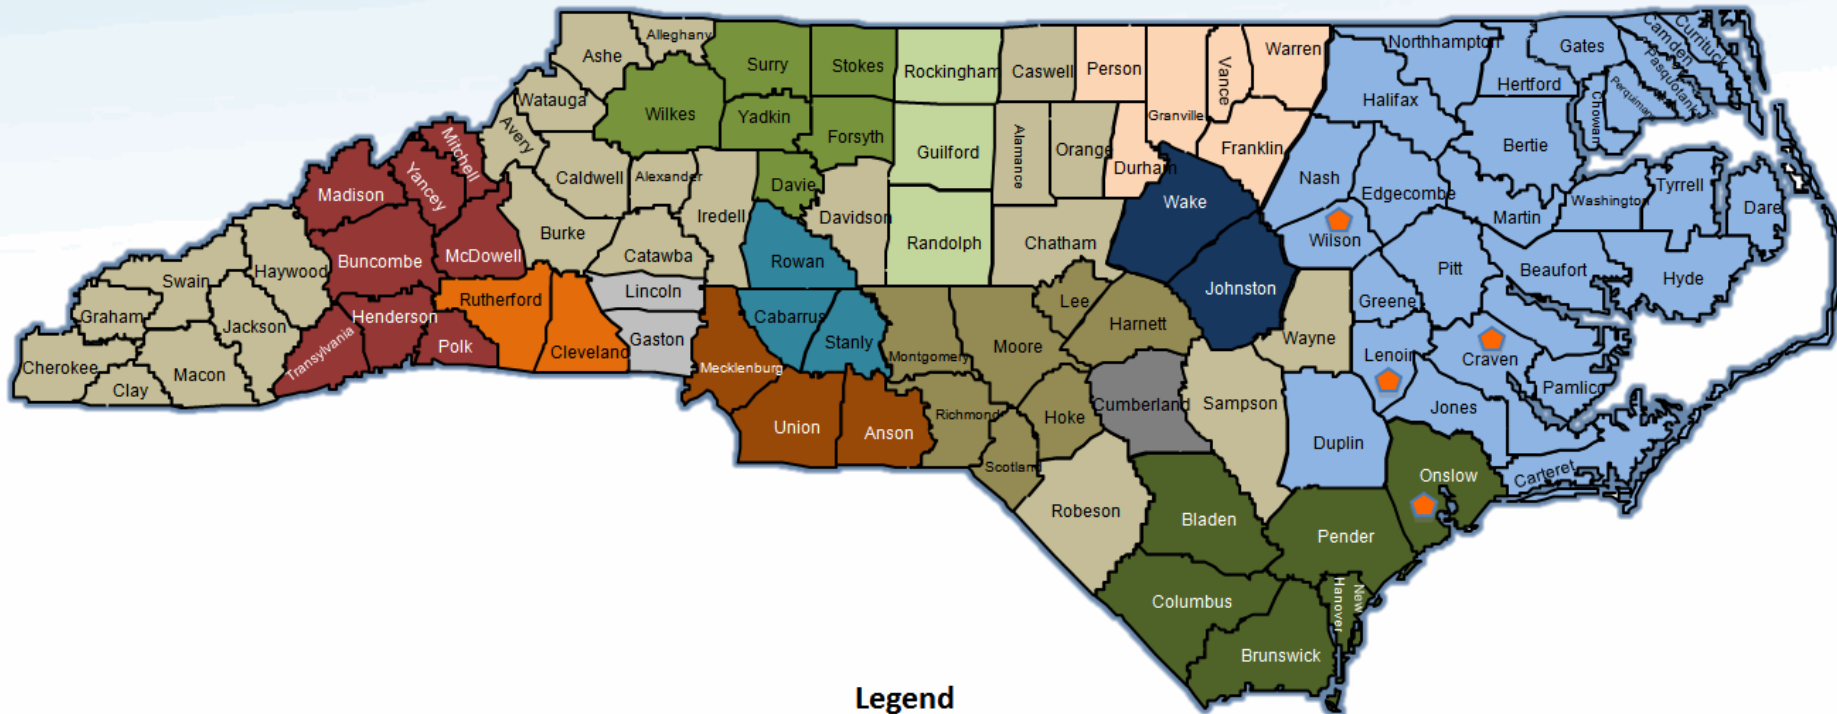 Ashe
Alleghany
Surry
Stokes
Rockingham
Caswell
Person
Granville
Vance
Warren
Northhampton
Gates
Camden
Currituck
Pasquotank
Perquimans
Hertford
Halifax
Chowan
Watauga
Wilkes
Yadkin
Forsyth
Guilford
Alamance
Orange
Durham
Franklin
Bertie
Avery
Mitchell
Yancey
Madison
Caldwell
Alexander
Iredell
Davie
Davidson
Randolph
Chatham
Wake
Nash
Edgecombe
Martin
Washington
Tyrrell
Dare
Burke
Catawba
Rowan
Johnston
Wilson
Pitt
Beaufort
Hyde
McDowell
Buncombe
Haywood
Swain
Graham
Jackson
Cherokee
Clay
Macon
Transylvania
Henderson
Polk
Rutherford
Cleveland
Lincoln
Gaston
Mecklenburg
Cabarrus
Stanly
Montgomery
Moore
Lee
Harnett
Wayne
Greene
Lenoir
Craven
Pamlico
Jones
Union
Anson
Richmond
Scotland
Hoke
Cumberland
Sampson
Duplin
Onslow
Carteret
Robeson
Bladen
Pender
Columbus
Brunswick
New
Hanover
Legend